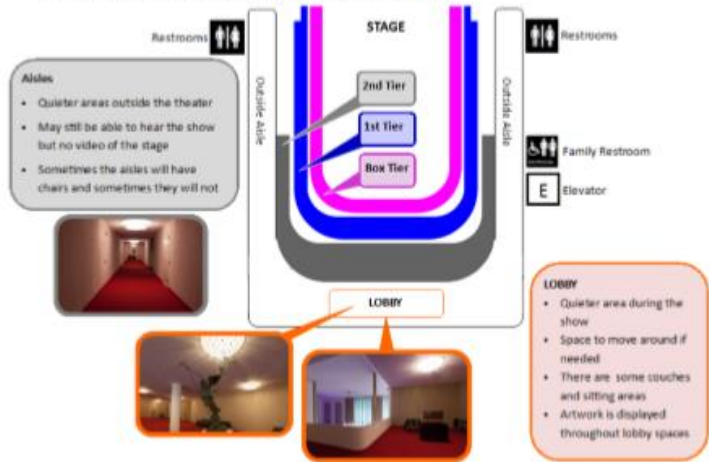 STAGE
Restrooms
Restrooms
Aisles
• Quieter areas outside the theater
• May still be able to hear the show
but no video of the stage
• Sometimes the aisles will have
chairs and sometimes they will not
Outside Aisle
2nd Tier
1st Tier
Box Tier
Outside Aisle
Family Restroom
E
Elevator
LOBBY
LOBBY
• Quieter area during the
show
• Space to move around if
needed
• There are some couches
and sitting areas
• Artwork is displayed
throughout lobby spaces